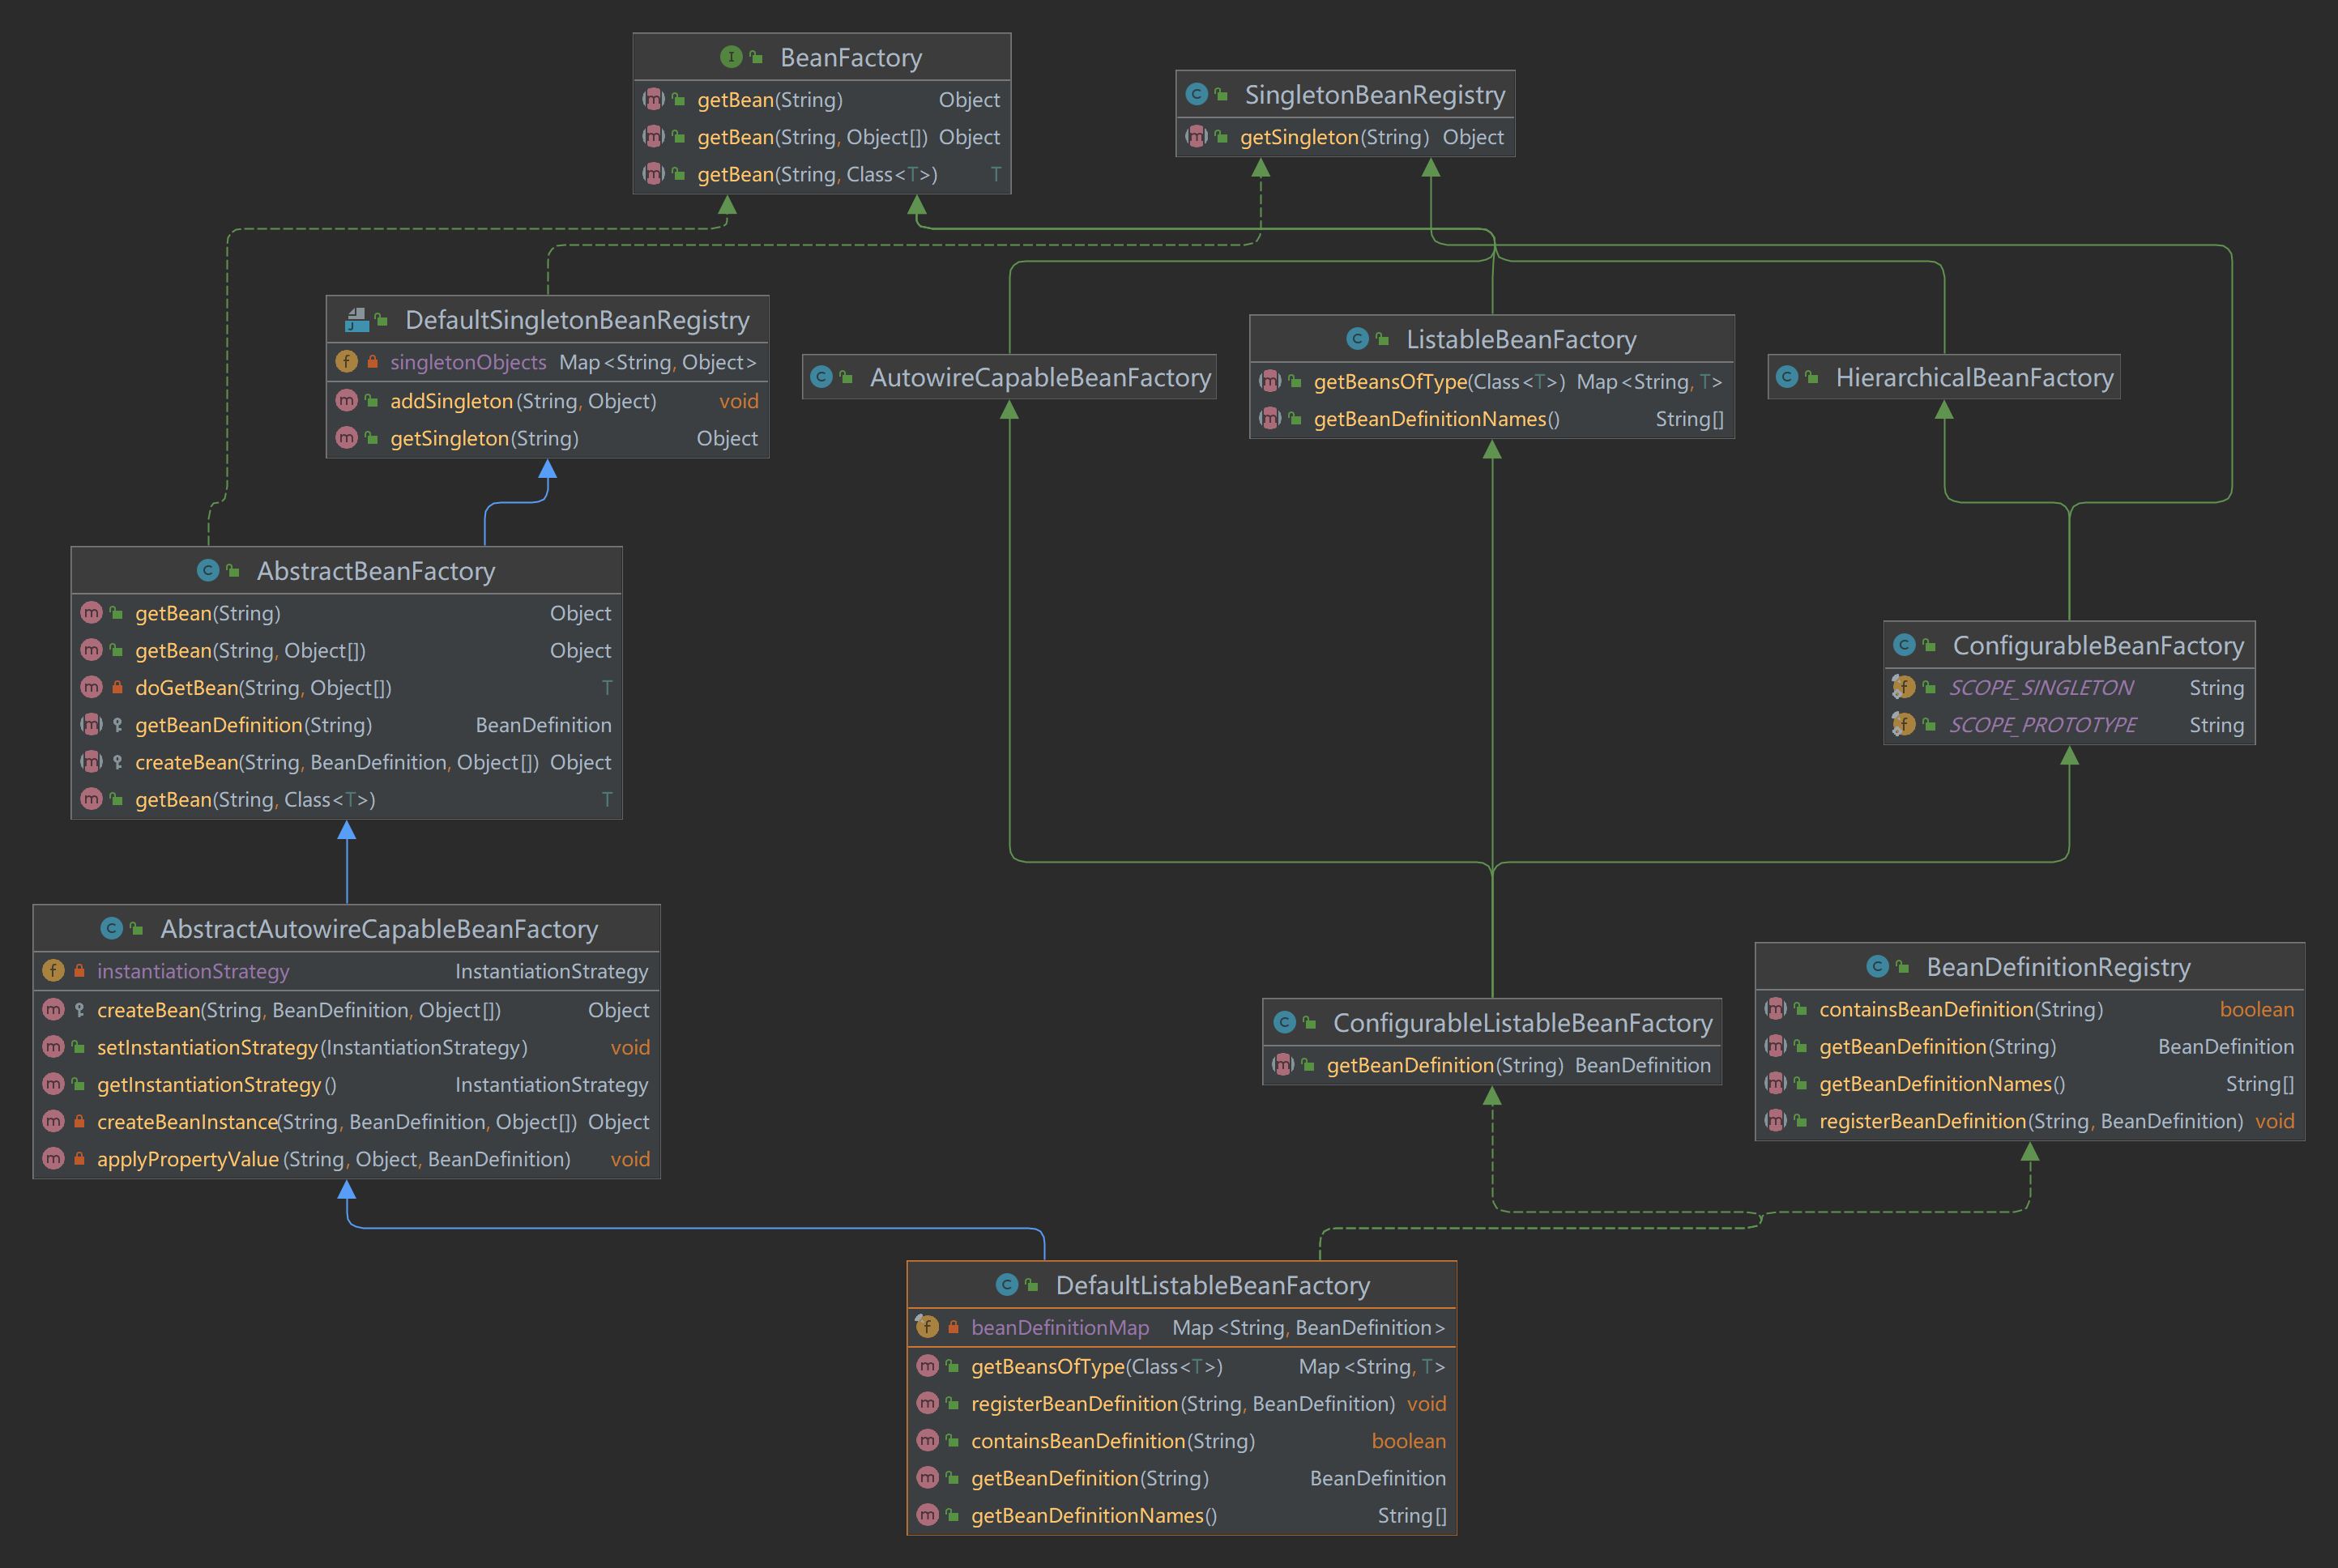 BeanFactory
getBean(String) Object
getBean(String, Object[]) Object
getBean(String, Class<T>) T
SingletonBeanRegistry
getSingleton(String) Object
DefaultSingletonBeanRegistry
singletonObjects Map<String, Object>
addSingleton(String, Object) void
getSingleton(String) Object
AutowireCapableBeanFactory
ListableBeanFactory
getBeansOfType(Class<T>) Map<String, T>
getBeanDefinitionNames() String[]
HierarchicalBeanFactory
AbstractBeanFactory
getBean(String) Object
getBean(String, Object[]) Object
doGetBean(String, Object[]) T
getBeanDefinition(String) BeanDefinition
createBean(String, BeanDefinition, Object[]) Object
getBean(String, Class<T>) T
ConfigurableBeanFactory
SCOPE_SINGLETON String
SCOPE_PROTOTYPE String
AbstractAutowireCapableBeanFactory
instantiationStrategy InstantiationStrategy
createBean(String, BeanDefinition, Object[]) Object
setInstantiationStrategy(InstantiationStrategy) void
getInstantiationStrategy() InstantiationStrategy
createBeanInstance(String, BeanDefinition, Object[]) Object
applyPropertyValue(String, Object, BeanDefinition) void
ConfigurableListableBeanFactory
getBeanDefinition(String) BeanDefinition
BeanDefinitionRegistry
containsBeanDefinition(String) boolean
getBeanDefinition(String) BeanDefinition
getBeanDefinitionNames() String[]
registerBeanDefinition(String, BeanDefinition) void
DefaultListableBeanFactory
beanDefinitionMap Map<String, BeanDefinition>
getBeansOfType(Class<T>) Map<String, T>
registerBeanDefinition(String, BeanDefinition) void
containsBeanDefinition(String) boolean
getBeanDefinition(String) BeanDefinition
getBeanDefinitionNames() String[]